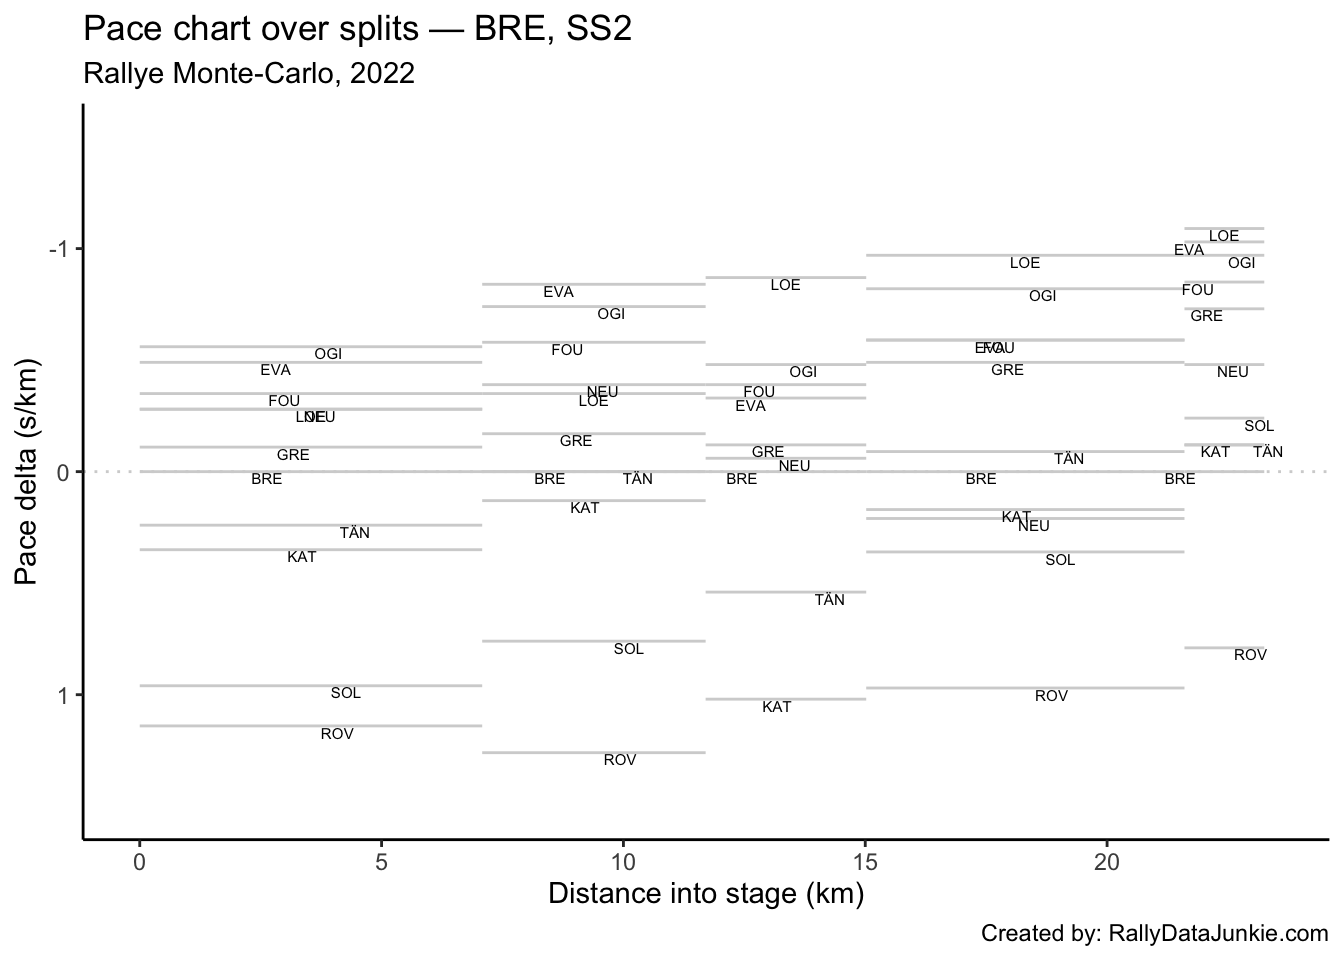 Pace chart over splits — BRE, SS2
Rallye Monte-Carlo, 2022
Pace delta (s/km)
-1
0
1
OGI
EVA
FOU
LOE
NEU
GRE
BRE
TÄN
KAT
SOL
ROV
EVA
OGI
FOU
NEU
LOE
GRE
BRE
TÄN
KAT
SOL
ROV
LOE
OGI
FOU
EVA
GRE
NEU
BRE
TÄN
KAT
LOE
OGI
EVA
FOU
GRE
TÄN
BRE
KAT
NEU
SOL
ROV
LOE
EVA
OGI
FOU
GRE
NEU
SOL
KAT
TÄN
BRE
ROV
0
5
10
15
20
Distance into stage (km)
Created by: RallyDataJunkie.com